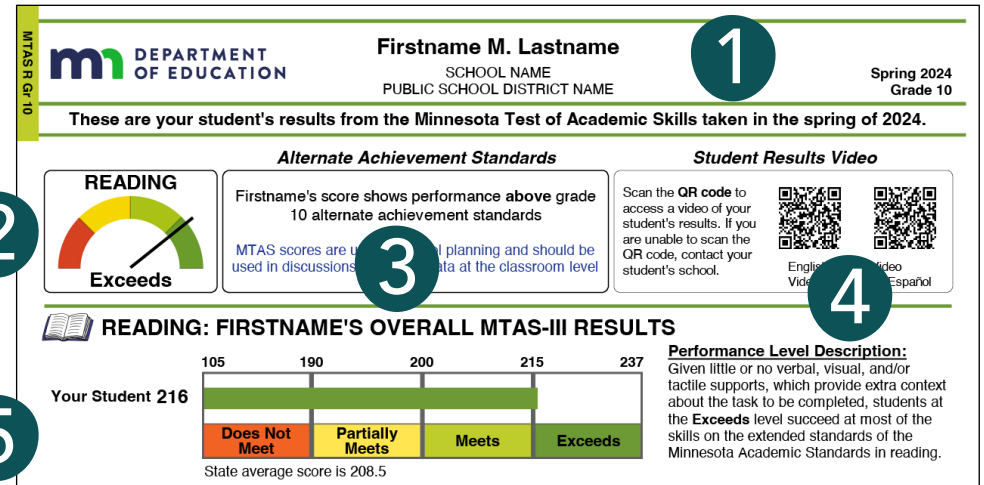 MTAS R Gr 10
DEPARTMENT
OF EDUCATION
Firstname M. Lastname
SCHOOL NAME
PUBLIC SCHOOL DISTRICT NAME
1
Spring 2024
Grade 10
These are your student's results from the Minnesota Test of Academic Skills taken in the spring of 2024.
2
READING
Exceeds
Alternate Achievement Standards
Firstname's score shows performance above grade
10 alternate achievement standards
MTAS scores are planning and should be
used in discussions at the classroom level
3
Student Results Video
Scan the QR code to
access a video of your
student's results. If you
are unable to scan the
QR code, contact your
student's school.
Español
4
READING: FIRSTNAME'S OVERALL MTAS-III RESULTS
105 190 200 215 237
5
Your Student 216
Does Not
Meet
Partially
Meets
Meets
Exceeds
State average score is 208.5
Performance Level Description:
Given little or no verbal, visual, and/or
tactile supports, which provide extra context
about the task to be completed, students at
the Exceeds level succeed at most of the
skills on the extended standards of the
Minnesota Academic Standards in reading.